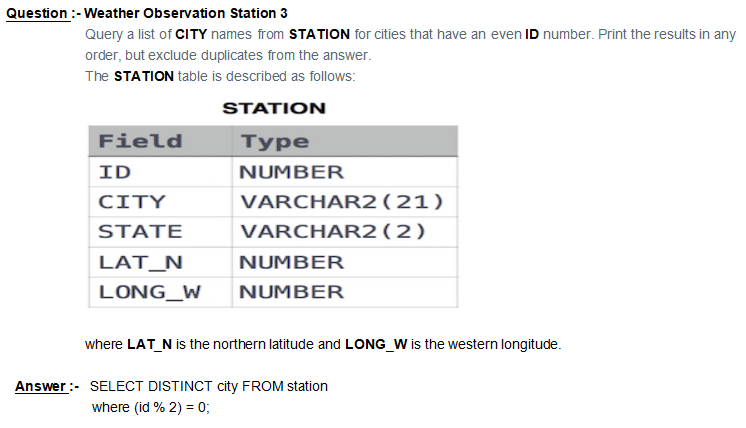 Question :- Weather Observation Station 3
Query a list of CITY names from STATION for cities that have an even ID number. Print the results in any
order, but exclude duplicates from the answer.
The STATION table is described as follows:
STATION
Field Type
ID NUMBER
CITY VARCHAR2(21)
STATE VARCHAR2(2)
LAT_N NUMBER
LONG_W NUMBER
where LAT_N is the northern latitude and LONG_W is the western longitude.
Answer :- SELECT DISTINCT city FROM station
where (id % 2) = 0;